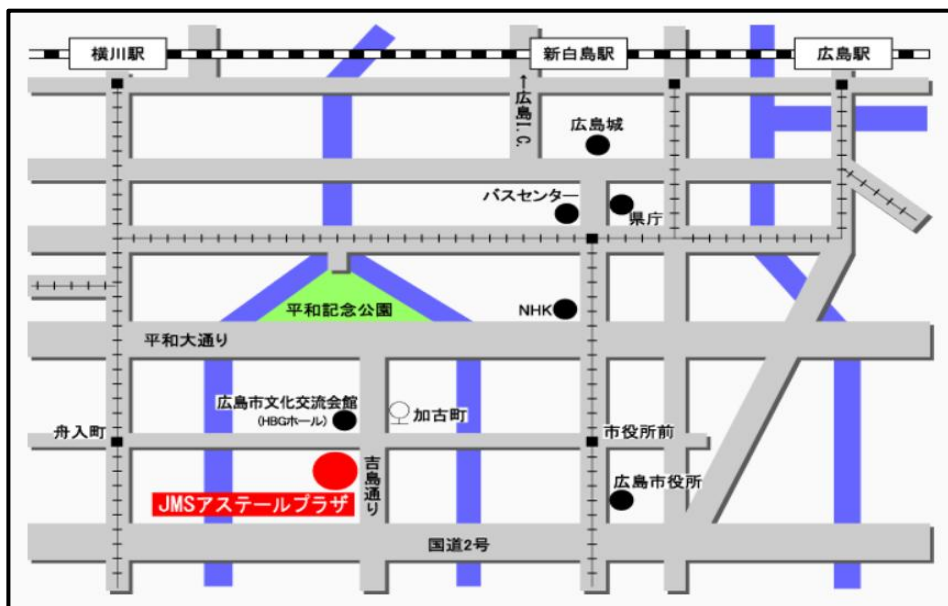 横川駅
新白島駅
広島駅
←広島I.C.
広島城
バスセンター
県庁
平和記念公園
NHK
平和大通り
広島市文化交流会館
(HBGホール)
加古町
舟入町
市役所前
吉島通り
JMSアステールプラザ
広島市役所
国道2号